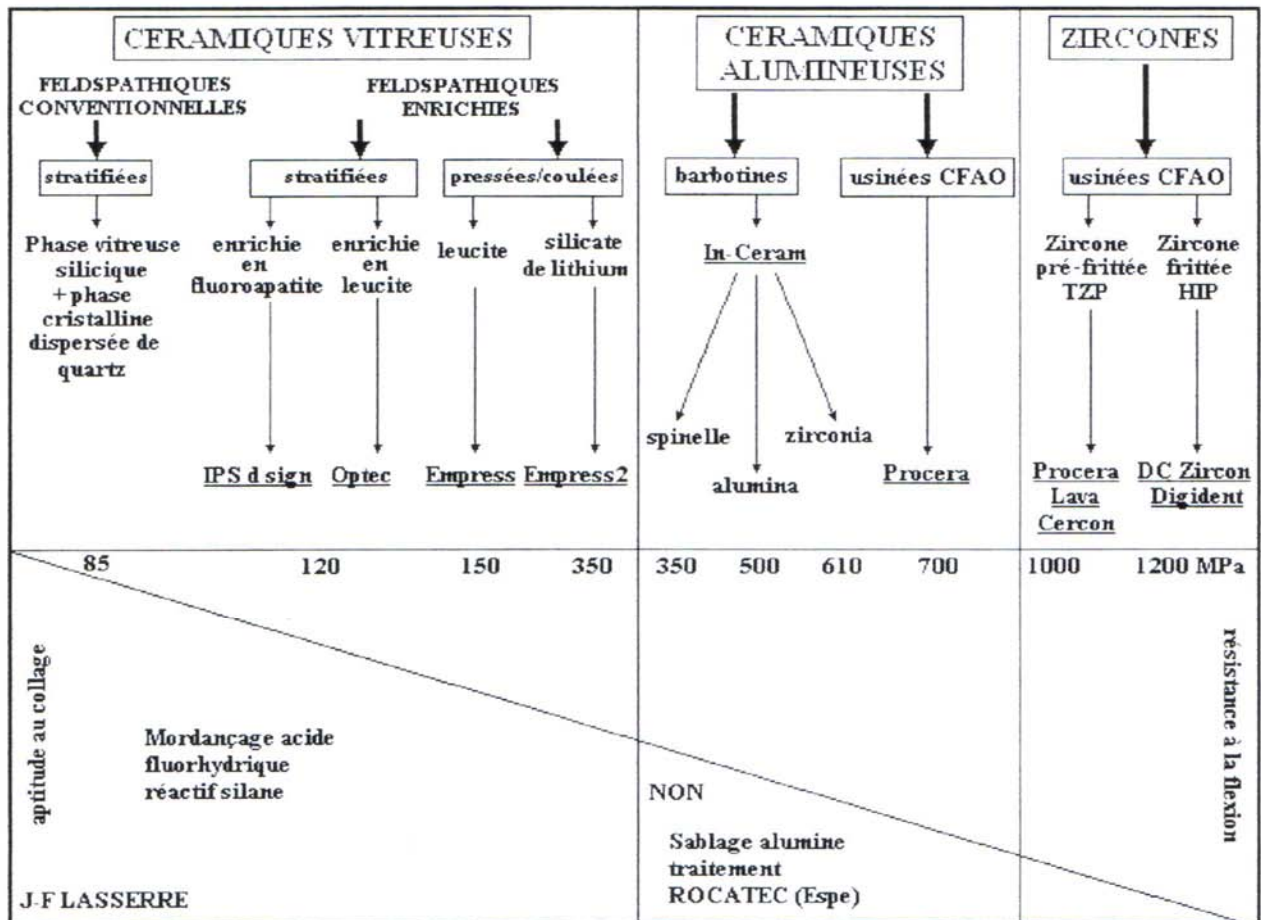 CERAMIQUES VITREUSES
FELDSPATHIQUES
CONVENTIONNELLES
FELDSPATHIQUES
ENRICHIES
stratifiées
stratifiées
pressées/coulées
Phase vitreuse
silicique
+phase
cristalline
dispersée de
quartz
enrichie
en
fluoroapatite
enrichie
en
leucite
leucite
silicate
de lithium
IPS d sign
Optec
Empress
Empress2
CERAMIQUES
ALUMINEUSES
barbotines
usinées CFAO
In-Ceram
spinelle
alumina
zirconia
Procera
ZIRCONES
usinées CFAO
Zircone
pré-frittée
TZP
Zircone
frittée
HIP
Procera
Lava
Cercon
DC Zircon
Digident
85 120 150 350 350 500 610 700 1000 1200 MPa
aptitude au collage
Mordançage acide
fluorhydrique
réactif silane
NON
Sablage alumine
traitement
ROCATEC (Espe)
résistance à la flexion
J-F LASSERRE